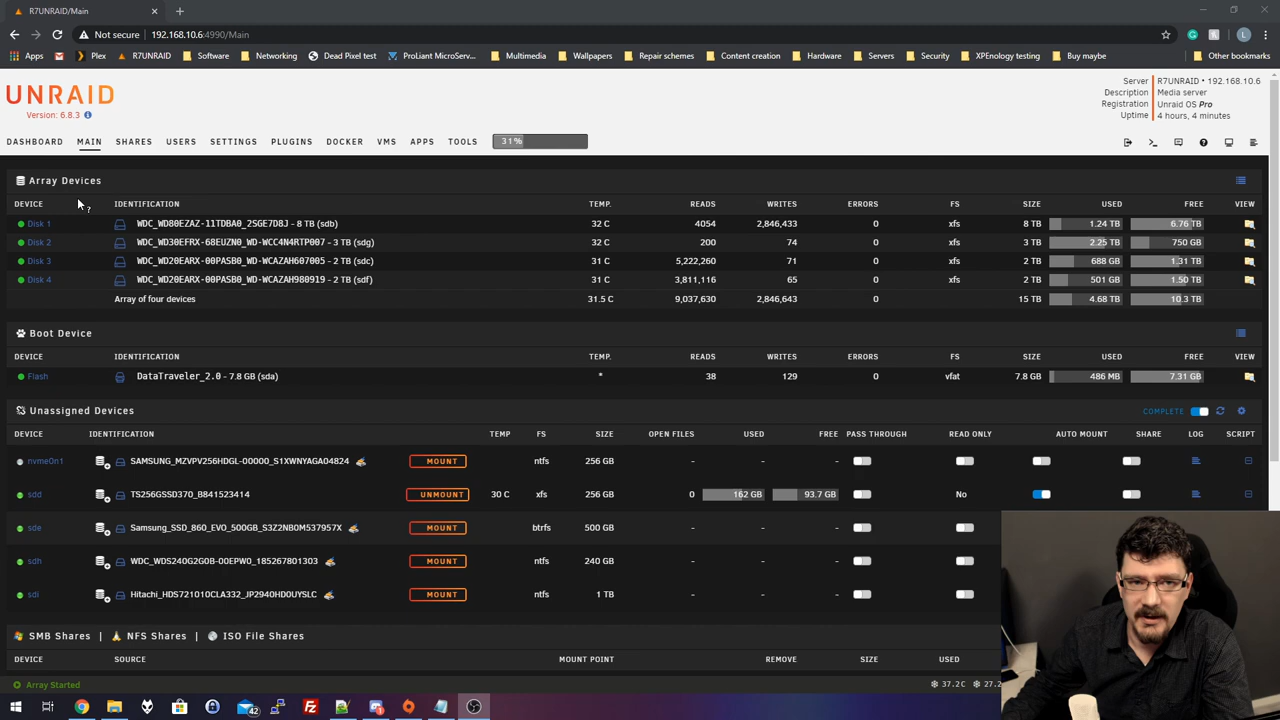 R7UNRAID/Main
Not secure 192.168.10.6:4990/Main
Apps Plex R7UNRAID Software Networking Dead Pixel test ProLiant MicroServ... Multimedia Wallpapers Repair schemes Content creation Hardware Servers Security XPEnology testing Buy maybe Other bookmarks
UNRAID
Version: 6.8.3
Server R7UNRAID • 192.168.10.6
Description Media server
Registration Unraid OS Pro
Uptime 4 hours, 4 minutes
DASHBOARD MAIN SHARES USERS SETTINGS PLUGINS DOCKER VMS APPS TOOLS 31%
Array Devices
DEVICE IDENTIFICATION TEMP. READS WRITES ERRORS FS SIZE USED FREE VIEW
Disk 1 WDC_WD80EZAZ-11TDBA0_2SGE7D8J - 8 TB (sdb) 32 C 4054 2,846,433 0 xfs 8 TB 1.24 TB 6.76 TB
Disk 2 WDC_WD30EFRX-68EUZN0_WD-WCC4N4RTP007 - 3 TB (sdg) 32 C 200 74 0 xfs 3 TB 2.25 TB 750 GB
Disk 3 WDC_WD20EARX-00PASB0_WD-WCAZAH607005 - 2 TB (sdc) 31 C 5,222,260 71 0 xfs 2 TB 688 GB 1.31 TB
Disk 4 WDC_WD20EARX-00PASB0_WD-WCAZAH980919 - 2 TB (sdf) 31 C 3,811,116 65 0 xfs 2 TB 501 GB 1.50 TB
Array of four devices 31.5 C 9,037,630 2,846,643 0 15 TB 4.68 TB 10.3 TB
Boot Device
DEVICE IDENTIFICATION TEMP. READS WRITES ERRORS FS SIZE USED FREE VIEW
Flash DataTraveler_2.0 - 7.8 GB (sda) * 38 129 0 vfat 7.8 GB 486 MB 7.31 GB
Unassigned Devices COMPLETE
DEVICE IDENTIFICATION TEMP FS SIZE OPEN FILES USED FREE PASS THROUGH READ ONLY AUTO MOUNT SHARE LOG SCRIPT
nvme0n1 SAMSUNG_MZVPV256HDGL-00000_S1XWNYAGA04824 MOUNT ntfs 256 GB - - -
sdd TS256GSSD370_B841523414 UNMOUNT 30 C xfs 256 GB 0 162 GB 93.7 GB No
sde Samsung_SSD_860_EVO_500GB_S3Z2NB0M537957X MOUNT btrfs 500 GB - - -
sdh WDC_WDS240G2G0B-00EPW0_185267801303 MOUNT ntfs 240 GB - - -
sdi Hitachi_HDS721010CLA332_JP2940HD0UYSLC MOUNT ntfs 1 TB - - -
SMB Shares | NFS Shares | ISO File Shares
DEVICE SOURCE MOUNT POINT REMOVE SIZE USED
Array Started 37.2 C 27.2
42